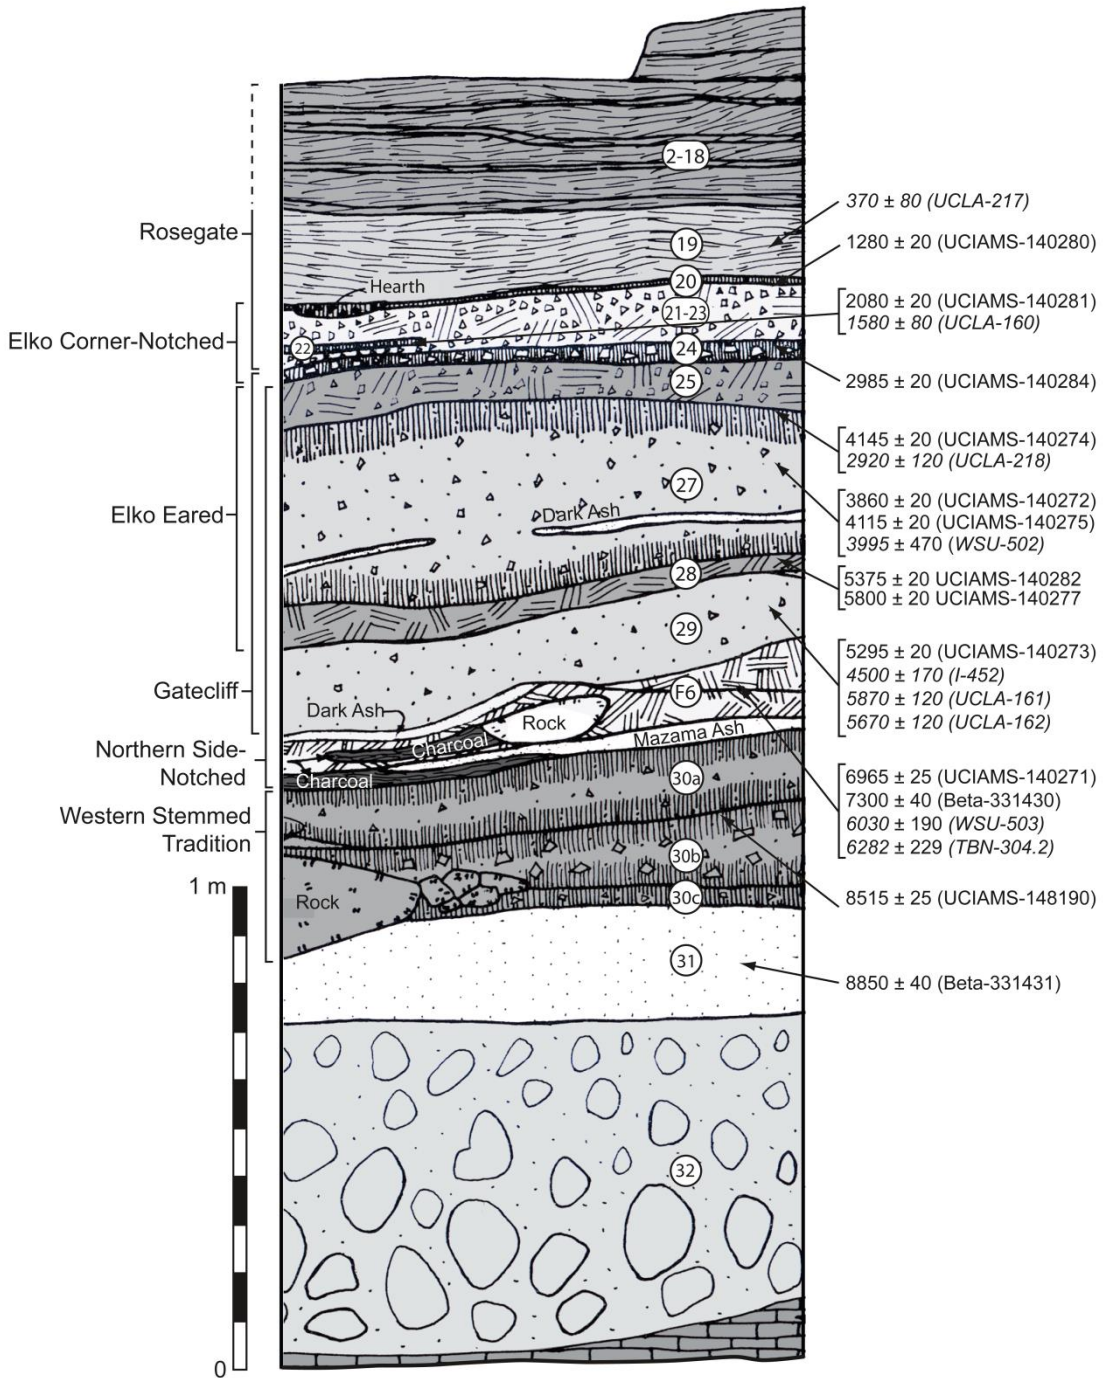 2-18
370 ± 80 (UCLA-217)
Rosegate
19
1280 ± 20 (UCIAMS-140280)
20
Hearth
2080 ± 20 (UCIAMS-140281)
21-23
1580 ± 80 (UCLA-160)
Elko Corner-Notched
22
24
25
2985 ± 20 (UCIAMS-140284)
4145 ± 20 (UCIAMS-140274)
2920 ± 120 (UCLA-218)
27
3860 ± 20 (UCIAMS-140272)
Elko Eared
Dark Ash
4115 ± 20 (UCIAMS-140275)
3995 ± 470 (WSU-502)
28
5375 ± 20 UCIAMS-140282
5800 ± 20 UCIAMS-140277
29
5295 ± 20 (UCIAMS-140273)
4500 ± 170 (I-452)
5870 ± 120 (UCLA-161)
5670 ± 120 (UCLA-162)
Gatecliff
F6
Dark Ash
Rock
Charcoal
Mazama Ash
Northern Side-
Notched
Charcoal
30a
6965 ± 25 (UCIAMS-140271)
7300 ± 40 (Beta-331430)
6030 ± 190 (WSU-503)
6282 ± 229 (TBN-304.2)
Western Stemmed
Tradition
30b
1 m
Rock
30c
8515 ± 25 (UCIAMS-148190)
31
8850 ± 40 (Beta-331431)
32
0